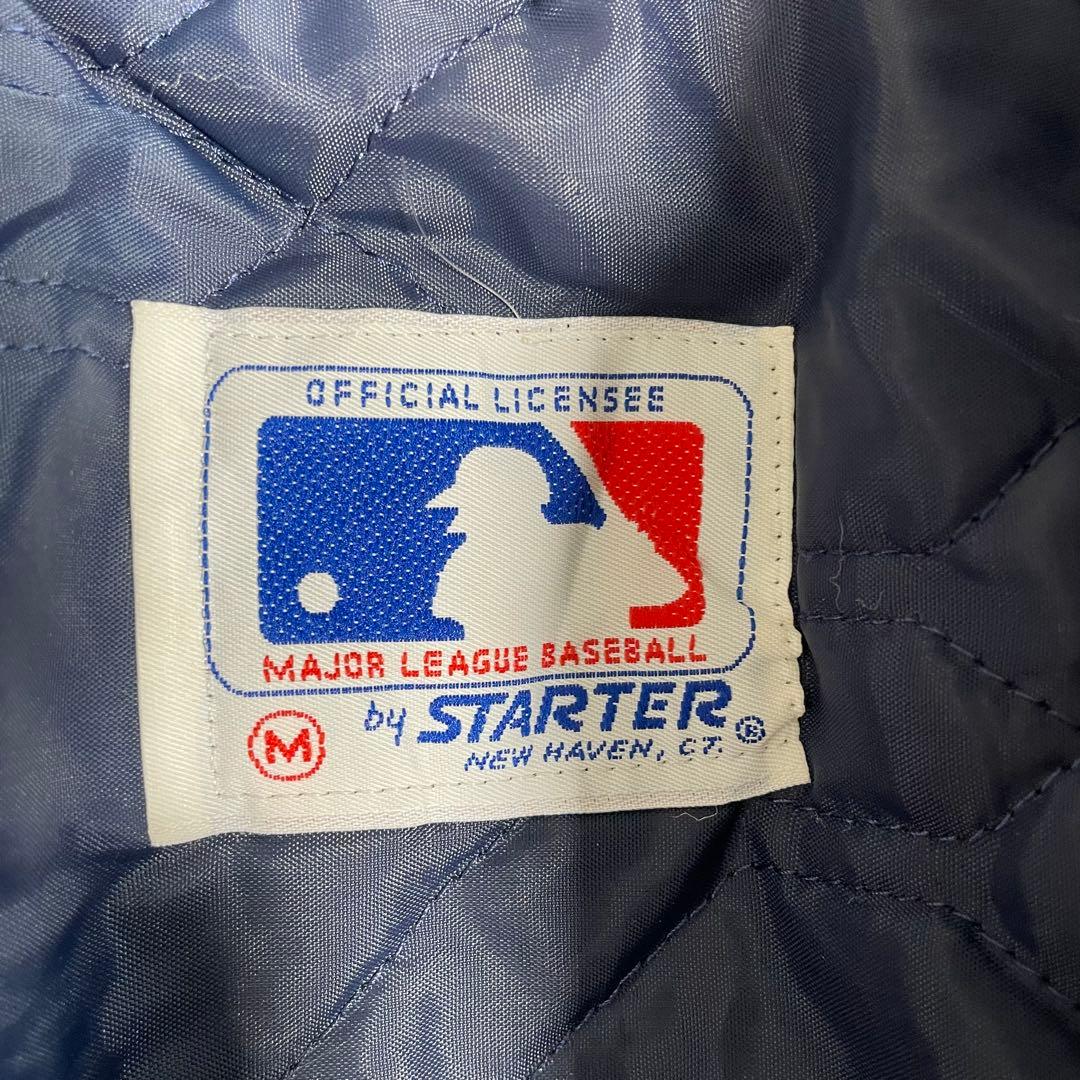 OFFICIAL LICENSEE
MAJOR LEAGUE BASEBALL
M by STARTER ®
NEW HAVEN, CT.